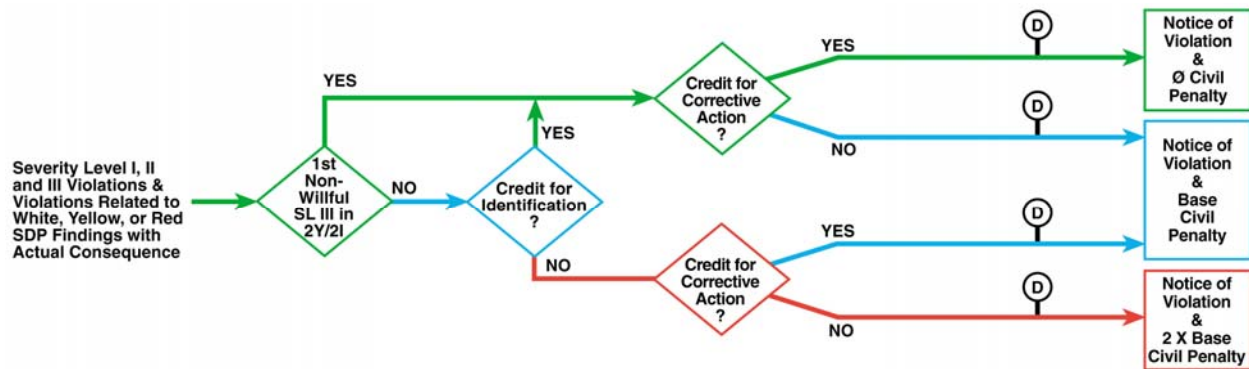 Severity Level I, II
and III Violations &
Violations Related to
White, Yellow, or Red
SDP Findings with
Actual Consequence
1st
Non-
Willful
SL III in
2Y/2I
YES
NO
Credit for
Identification
?
YES
NO
Credit for
Corrective
Action
?
YES
D
NO
D
Credit for
Corrective
Action
?
YES
D
NO
D
Notice of
Violation
&
Ø Civil
Penalty
Notice of
Violation
&
Base
Civil
Penalty
Notice of
Violation
&
2 X Base
Civil Penalty